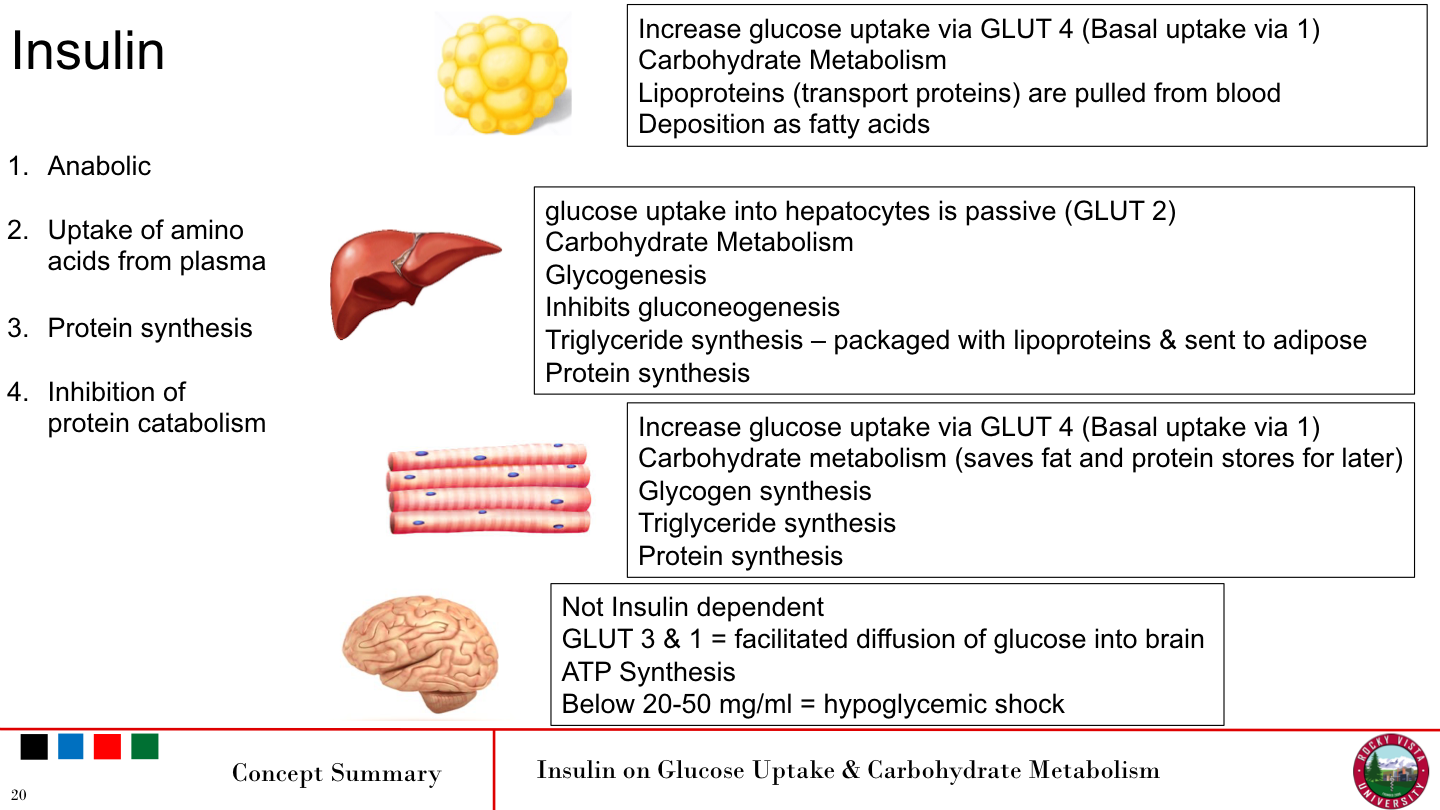 Insulin
1. Anabolic
2. Uptake of amino
acids from plasma
3. Protein synthesis
4. Inhibition of
protein catabolism
Increase glucose uptake via GLUT 4 (Basal uptake via 1)
Carbohydrate Metabolism
Lipoproteins (transport proteins) are pulled from blood
Deposition as fatty acids
glucose uptake into hepatocytes is passive (GLUT 2)
Carbohydrate Metabolism
Glycogenesis
Inhibits gluconeogenesis
Triglyceride synthesis – packaged with lipoproteins & sent to adipose
Protein synthesis
Increase glucose uptake via GLUT 4 (Basal uptake via 1)
Carbohydrate metabolism (saves fat and protein stores for later)
Glycogen synthesis
Triglyceride synthesis
Protein synthesis
Not Insulin dependent
GLUT 3 & 1 = facilitated diffusion of glucose into brain
ATP Synthesis
Below 20-50 mg/ml = hypoglycemic shock
20
Concept Summary
Insulin on Glucose Uptake & Carbohydrate Metabolism
ROCKY VISTA
UNIVERSITY